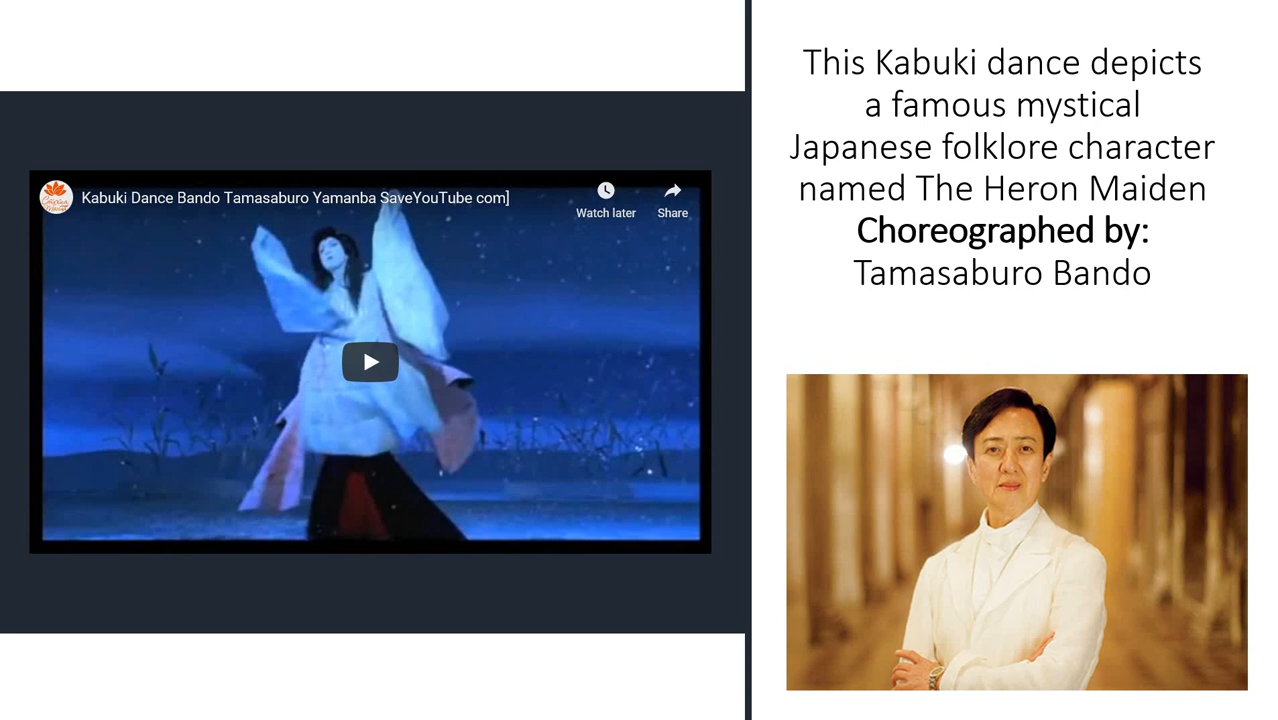 Kabuki Dance Bando Tamasaburo Yamanba SaveYouTube com]
Watch later
Share
This Kabuki dance depicts
a famous mystical
Japanese folklore character
named The Heron Maiden
Choreographed by:
Tamasaburo Bando